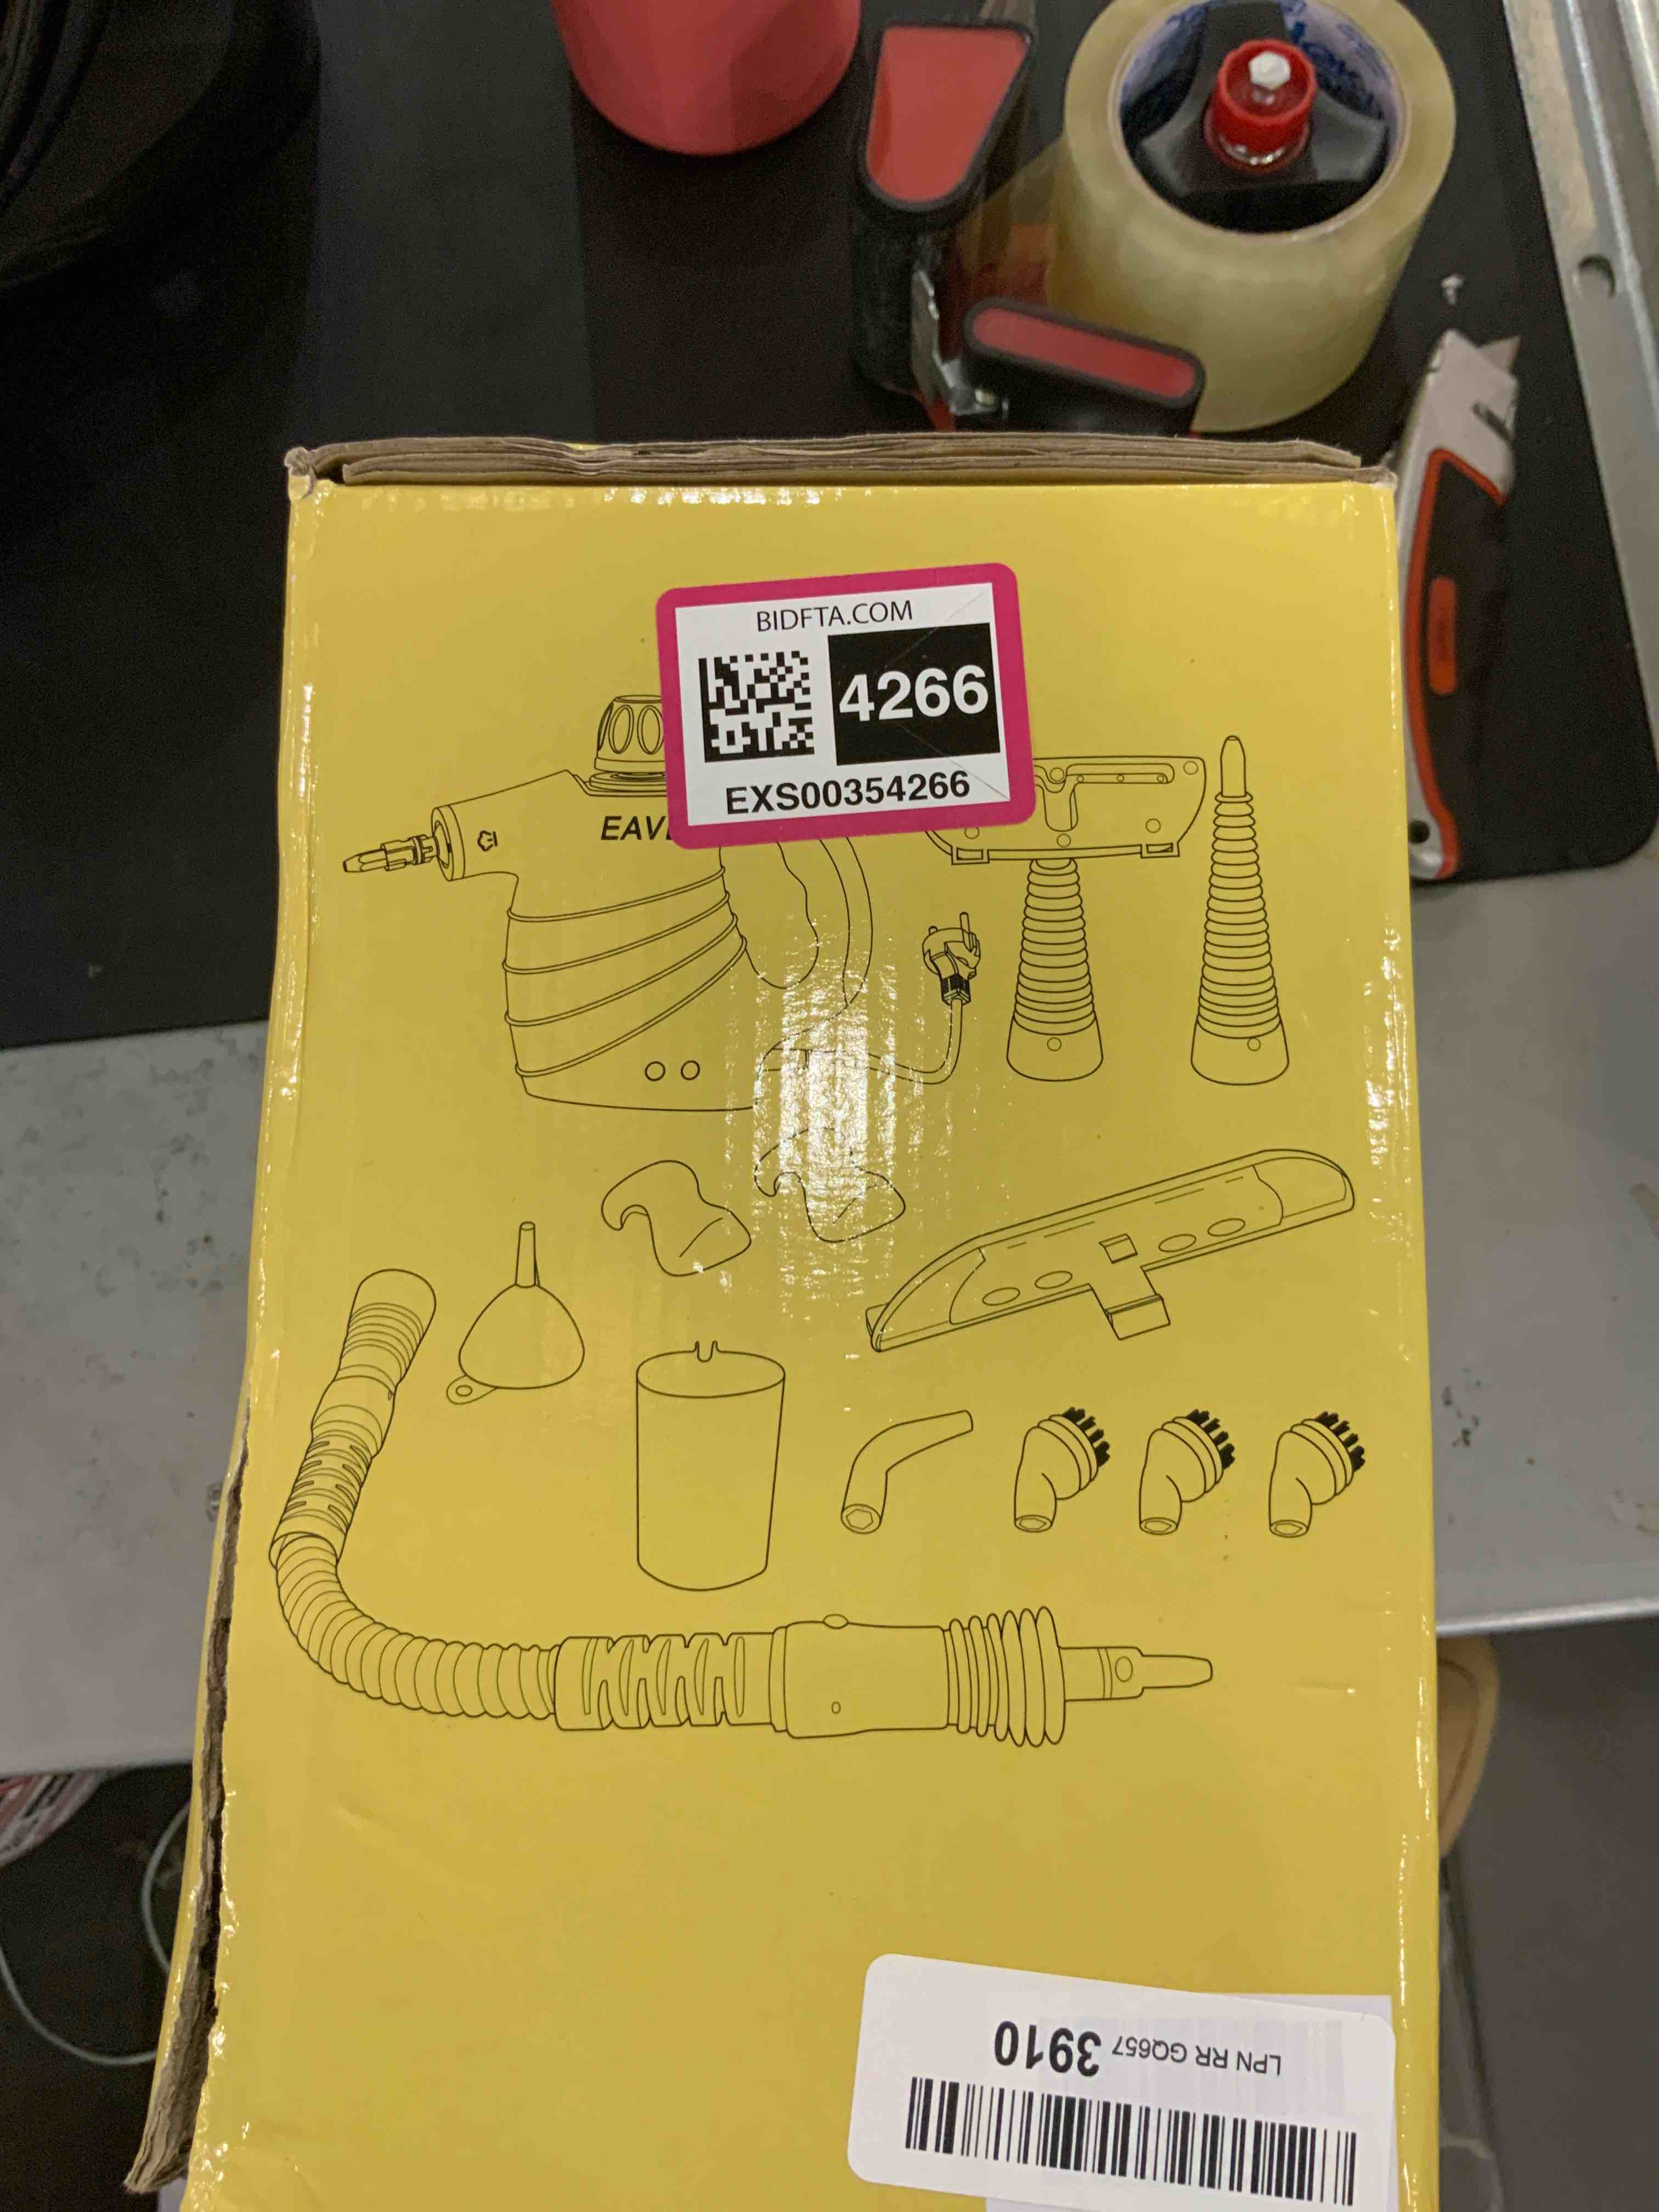 BIDFTA.COM
4266
EXS00354266
EAV
LPN RR GQ657 3910